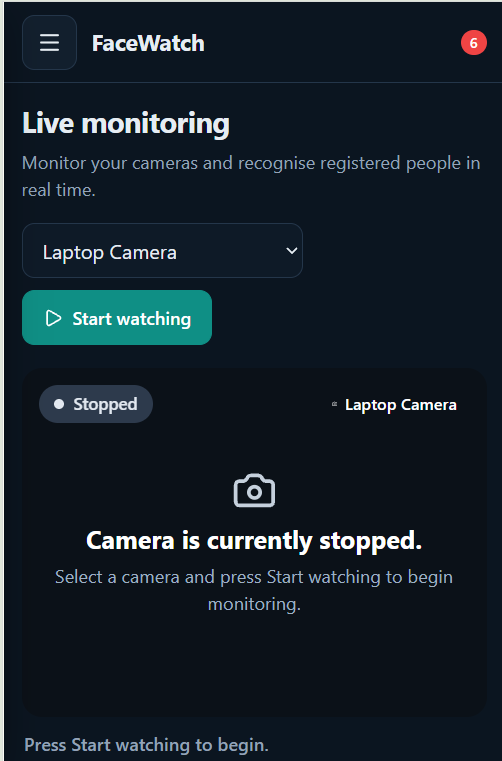 FaceWatch
6
Live monitoring
Monitor your cameras and recognise registered people in
real time.
Laptop Camera
Start watching
Stopped
Laptop Camera
Camera is currently stopped.
Select a camera and press Start watching to begin
monitoring.
Press Start watching to begin.